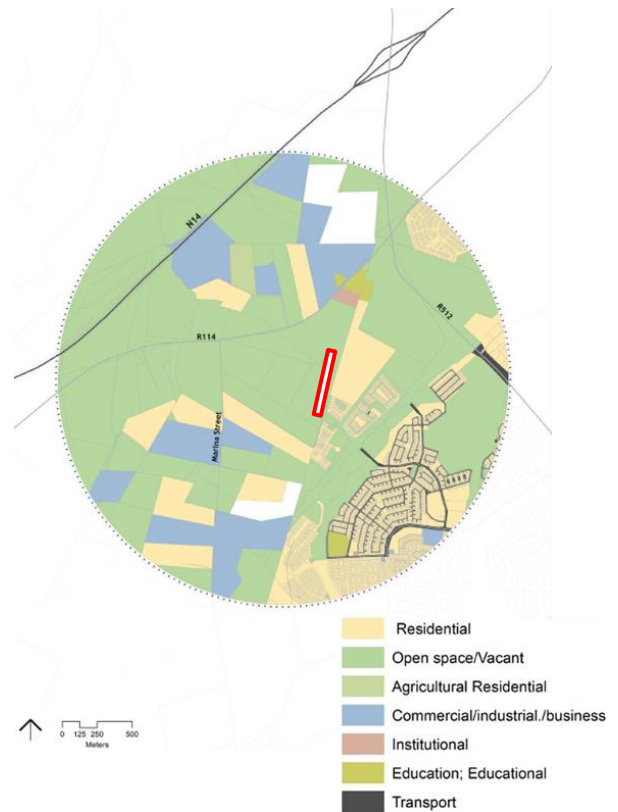 N14
R512
R114
Marina Street
Residential
Open space/Vacant
Agricultural Residential
Commercial/industrial./business
Institutional
Education; Educational
Transport
0 125 250 500
Meters